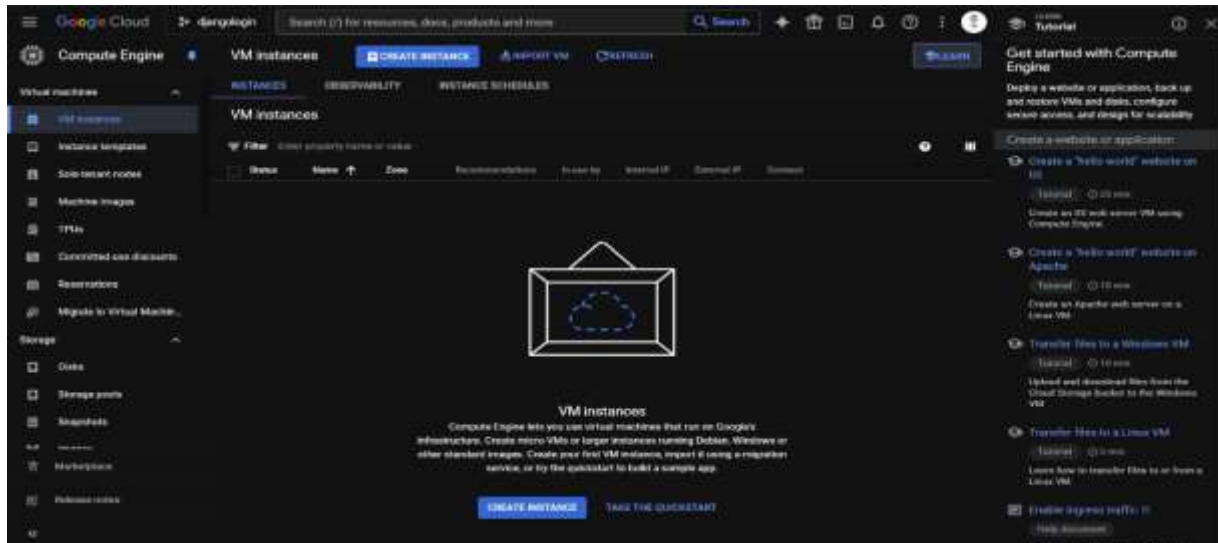 Google Cloud
djangologin
Search (/) for resources, docs, products and more
Search
Compute Engine
VM instances
CREATE INSTANCE
IMPORT VM
REFRESH
LEARN
Virtual machines
INSTANCES
OBSERVABILITY
INSTANCE SCHEDULES
VM instances
Instance templates
Sole-tenant nodes
Machine images
TPUs
Committed use discounts
Reservations
Migrate to Virtual Machin...
Storage
Disks
Storage pools
Snapshots
Marketplace
Release notes
VM instances
Filter Enter property name or value
Status Name Zone Recommendations In use by Internal IP External IP Connect
VM instances
Compute Engine lets you use virtual machines that run on Google's
infrastructure. Create micro-VMs or larger instances running Debian, Windows or
other standard images. Create your first VM instance, import it using a migration
service, or try the quickstart to build a sample app.
CREATE INSTANCE
TAKE THE QUICKSTART
Tutorial
Get started with Compute
Engine
Deploy a website or application, back up
and restore VMs and disks, configure
secure access, and design for scalability
Create a website or application
Create a "hello world" website on
IIS
Tutorial
Create an IIS web server VM using
Compute Engine
Create a "hello world" website on
Apache
Tutorial 10 min
Create an Apache web server on a
Linux VM
Transfer files to a Windows VM
Tutorial 10 min
Upload and download files from the
Cloud Storage bucket to the Windows
VM
Transfer files to a Linux VM
Tutorial
Learn how to transfer files to or from a
Linux VM
Enable ingress traffic
Help document